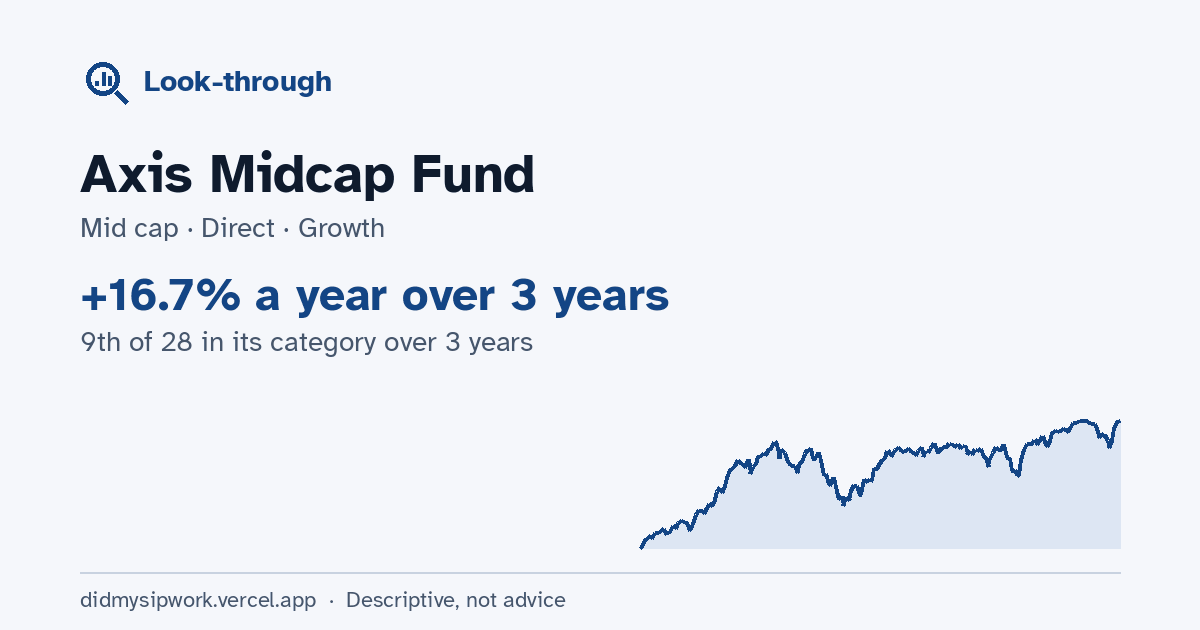 Look-through
Axis Midcap Fund
Mid cap · Direct · Growth
+16.7% a year over 3 years
9th of 28 in its category over 3 years
didmysipwork.vercel.app · Descriptive, not advice